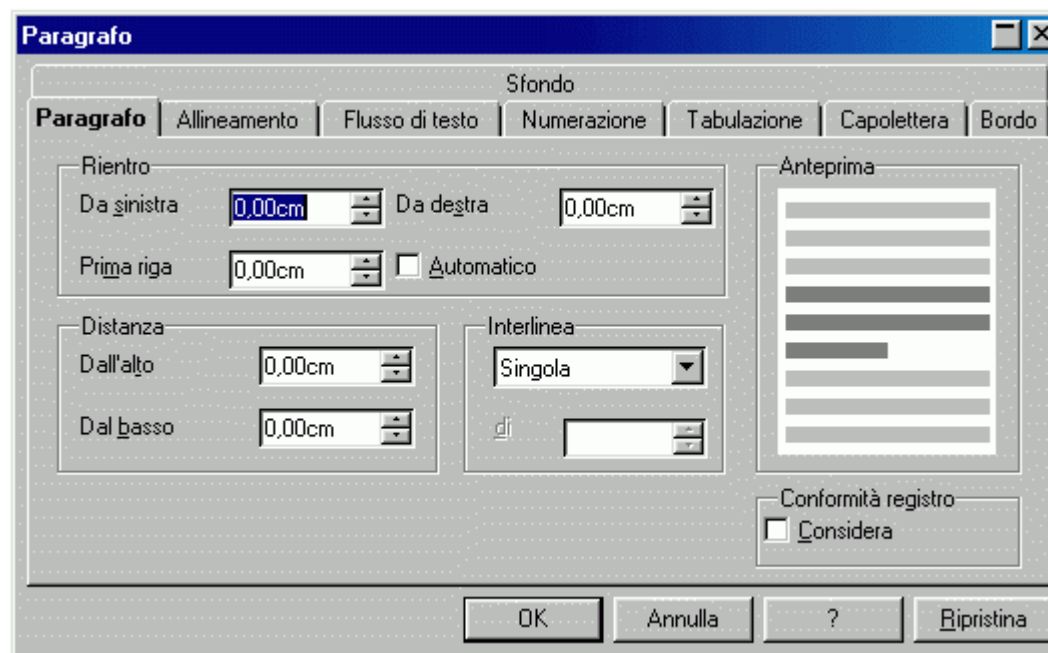 Paragrafo
Sfondo
Paragrafo Allineamento Flusso di testo Numerazione Tabulazione Capolettera Bordo
Rientro
Da sinistra 0,00cm Da destra 0,00cm
Prima riga 0,00cm Automatico
Anteprima
Distanza
Dall'alto 0,00cm
Dal basso 0,00cm
Interlinea
Singola
di
Conformità registro
Considera
OK Annulla ? Ripristina